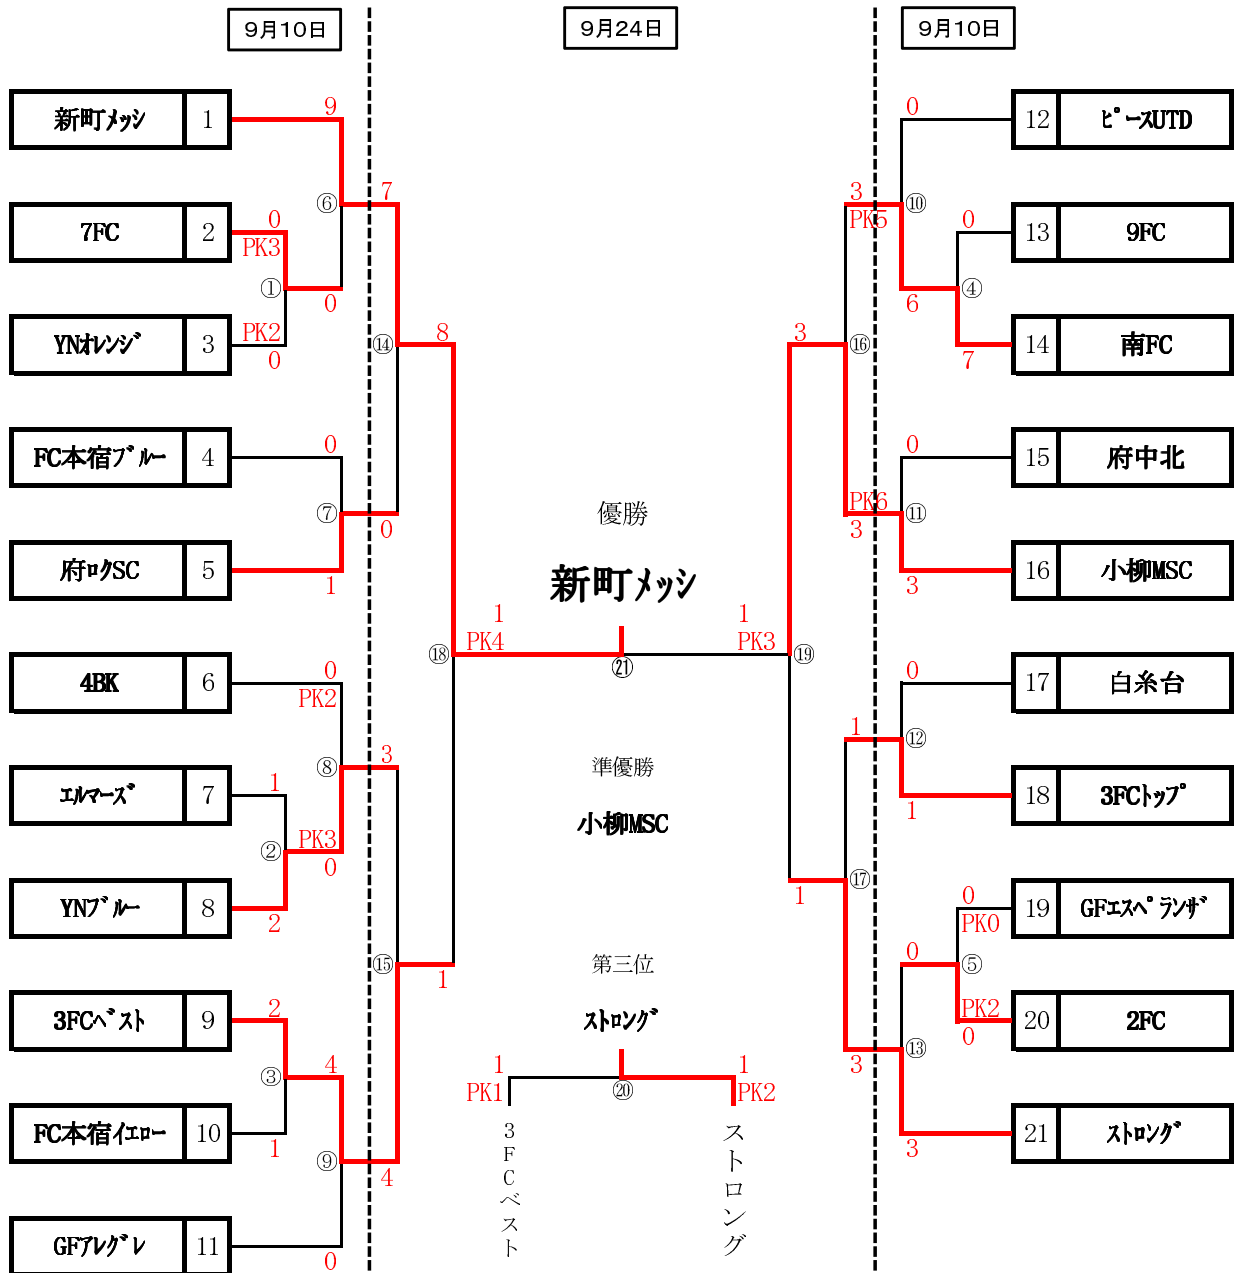 9月10日
9月24日
9月10日
新町メッシ 1
9
7FC 2
0
PK3
YNオレンジ 3
PK2
0
①
⑥
0
7
FC本宿ブルー 4
0
府ロクSC 5
1
⑦
0
⑭
8
4BK 6
0
PK2
エルマーズ 7
1
YNブルー 8
2
②
PK3
0
⑧
3
3FCベスト 9
2
FC本宿イエロー 10
1
③
4
GFアレグレ 11
0
⑨
4
⑮
1
⑱
1
PK4
優勝
新町メッシ
㉑
1
PK3
⑲
準優勝
小柳MSC
第三位
ストロング
1
PK1
⑳
1
PK2
3FCベスト
ストロング
0
12 ピースUTD
0
13 9FC
7
14 南FC
④
6
⑩
3
PK5
0
15 府中北
3
16 小柳MSC
⑪
PK6
3
⑯
3
0
17 白糸台
1
18 3FCトップ
⑫
1
0
PK0
19 GFエスペランザ
PK2
0
20 2FC
⑤
0
3
21 ストロング
⑬
3
⑰
1